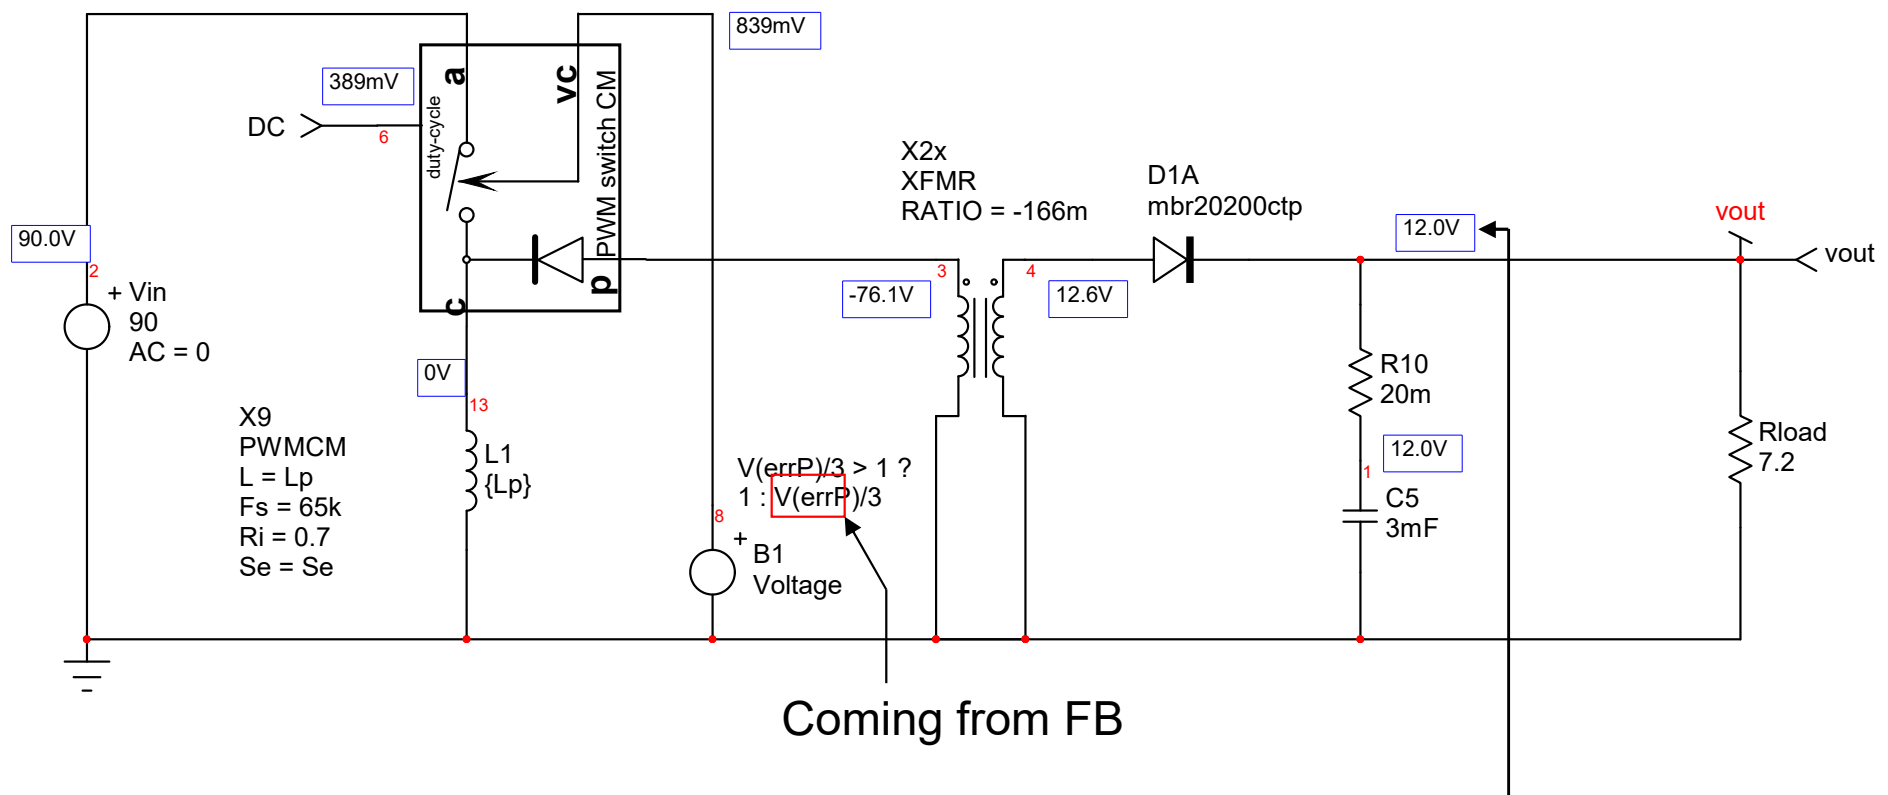 839mV
a
vc
389mV
duty-cycle
PWM switch CM
DC
6
X2x
XFMR
RATIO = -166m
D1A
mbr20200ctp
vout
12.0V
90.0V
2
p
3
4
vout
+ Vin
90
AC = 0
c
-76.1V
12.6V
0V
13
R10
20m
X9
PWMCM
L = Lp
Fs = 65k
Ri = 0.7
Se = Se
L1
{Lp}
V(errP)/3 > 1 ?
1 : V(errP)/3
12.0V
1
Rload
7.2
8
C5
3mF
+
B1
Voltage
Coming from FB